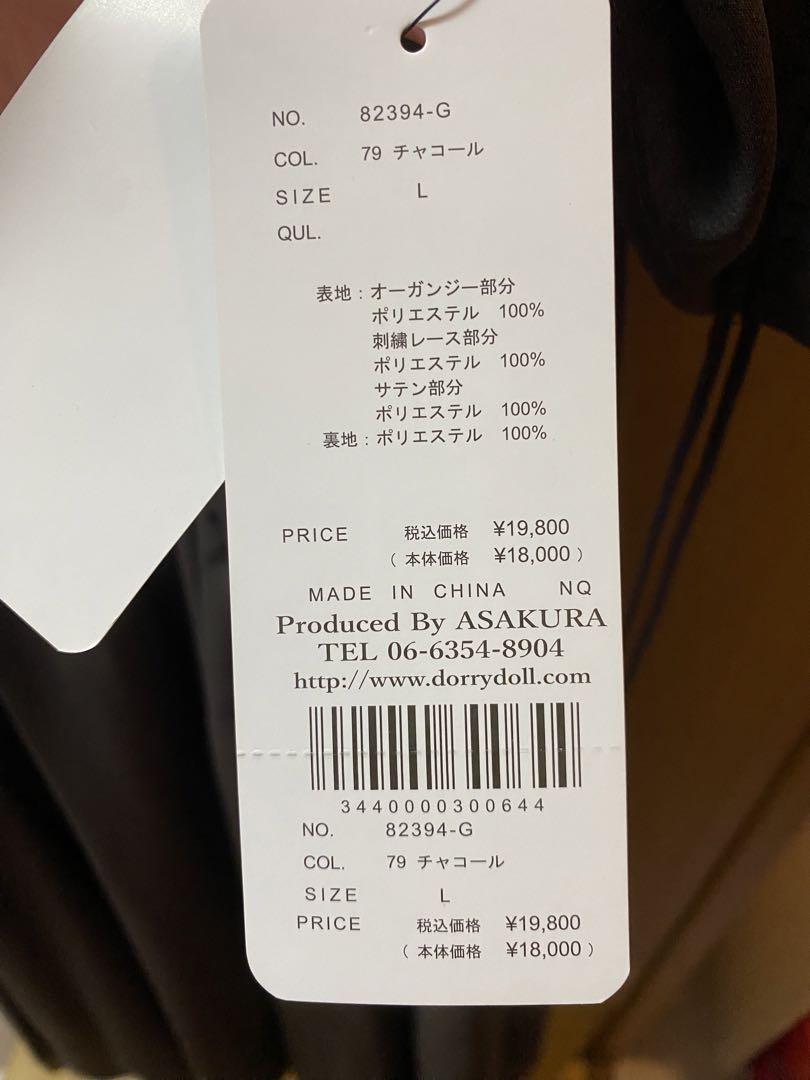 NO. 82394-G
COL. 79 チャコール
SIZE L
QUL.
表地：オーガンジー部分
ポリエステル 100%
刺繍レース部分
ポリエステル 100%
サテン部分
ポリエステル 100%
裏地：ポリエステル 100%
PRICE 税込価格 ¥19,800
（ 本体価格 ¥18,000 ）
MADE IN CHINA NQ
Produced By ASAKURA
TEL 06-6354-8904
http://www.dorrydoll.com
3440000300644
NO. 82394-G
COL. 79 チャコール
SIZE L
PRICE 税込価格 ¥19,800
（ 本体価格 ¥18,000 ）